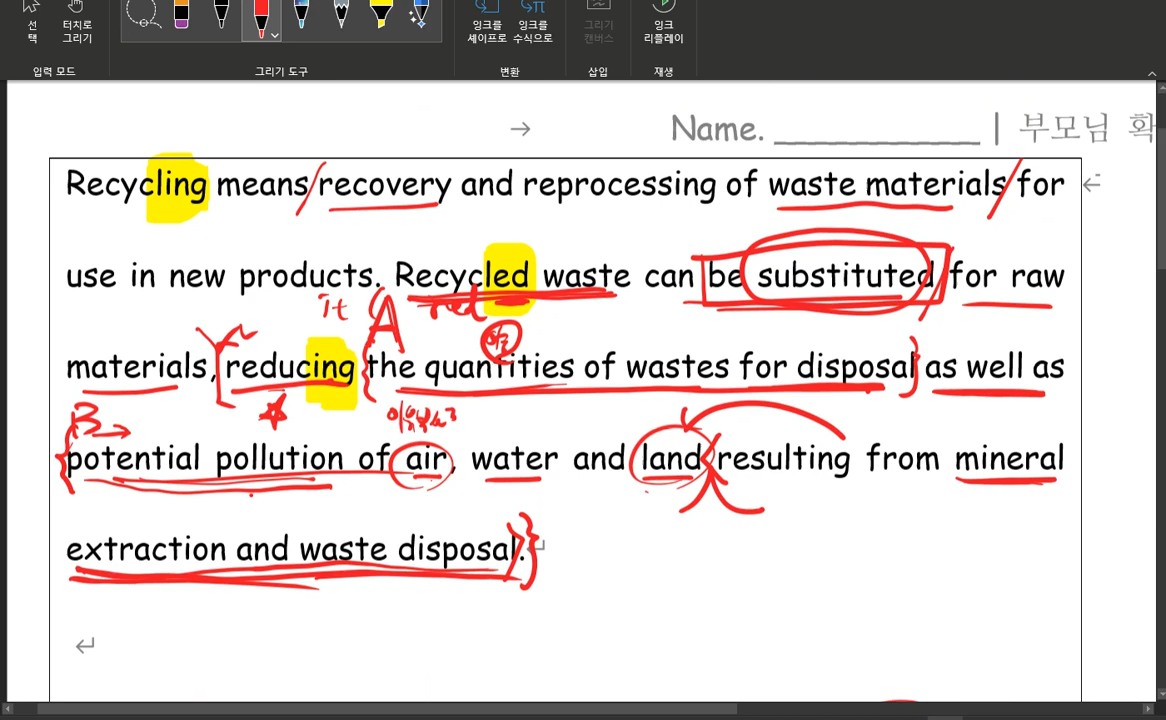 선택
터치로 그리기
잉크를 셰이프로
잉크를 수식으로
그리기 캔버스
잉크 리플레이
입력 모드
그리기 도구
변환
삽입
재생
→ Name. ___________ | 부모님 확
Recycling means recovery and reprocessing of waste materials for
use in new products. Recycled waste can be substituted for raw
It A red
materials, reducing the quantities of wastes for disposal as well as
B
potential pollution of air, water and land resulting from mineral
extraction and waste disposal.